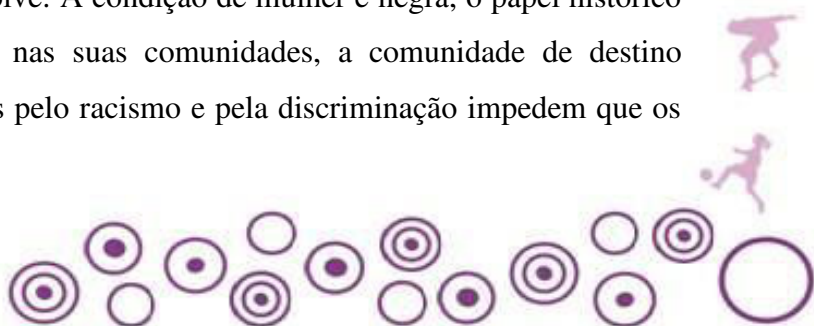 A condição de mulher e negra, o papel histórico
nas suas comunidades, a comunidade de destino
pelo racismo e pela discriminação impedem que os